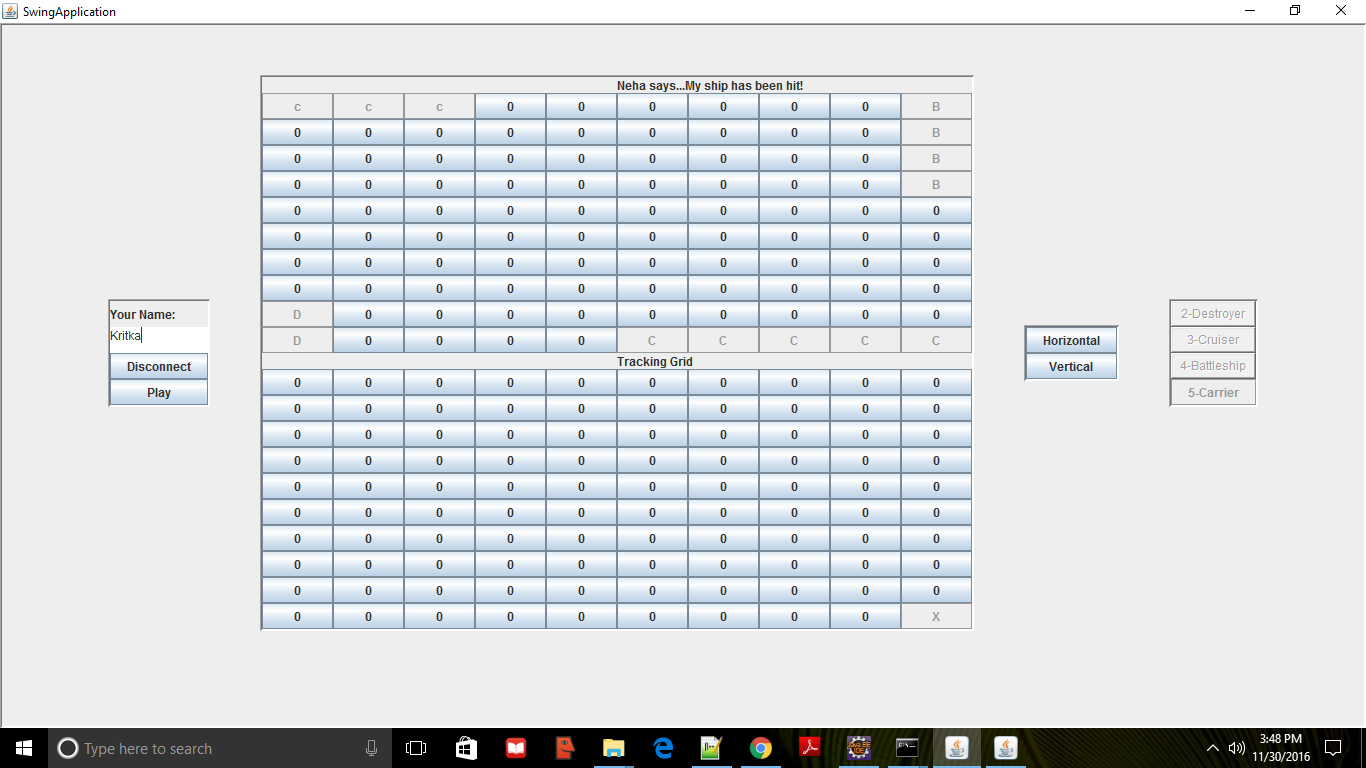 SwingApplication
Neha says...My ship has been hit!
c c c 0 0 0 0 0 0 B
0 0 0 0 0 0 0 0 0 B
0 0 0 0 0 0 0 0 0 B
0 0 0 0 0 0 0 0 0 B
0 0 0 0 0 0 0 0 0 0
0 0 0 0 0 0 0 0 0 0
0 0 0 0 0 0 0 0 0 0
0 0 0 0 0 0 0 0 0 0
D 0 0 0 0 0 0 0 0 0
D 0 0 0 0 C C C C C
Tracking Grid
0 0 0 0 0 0 0 0 0 0
0 0 0 0 0 0 0 0 0 0
0 0 0 0 0 0 0 0 0 0
0 0 0 0 0 0 0 0 0 0
0 0 0 0 0 0 0 0 0 0
0 0 0 0 0 0 0 0 0 0
0 0 0 0 0 0 0 0 0 0
0 0 0 0 0 0 0 0 0 0
0 0 0 0 0 0 0 0 0 0
0 0 0 0 0 0 0 0 0 X
Your Name:
Kritka
Disconnect
Play
Horizontal
Vertical
2-Destroyer
3-Cruiser
4-Battleship
5-Carrier
Type here to search
3:48 PM
11/30/2016